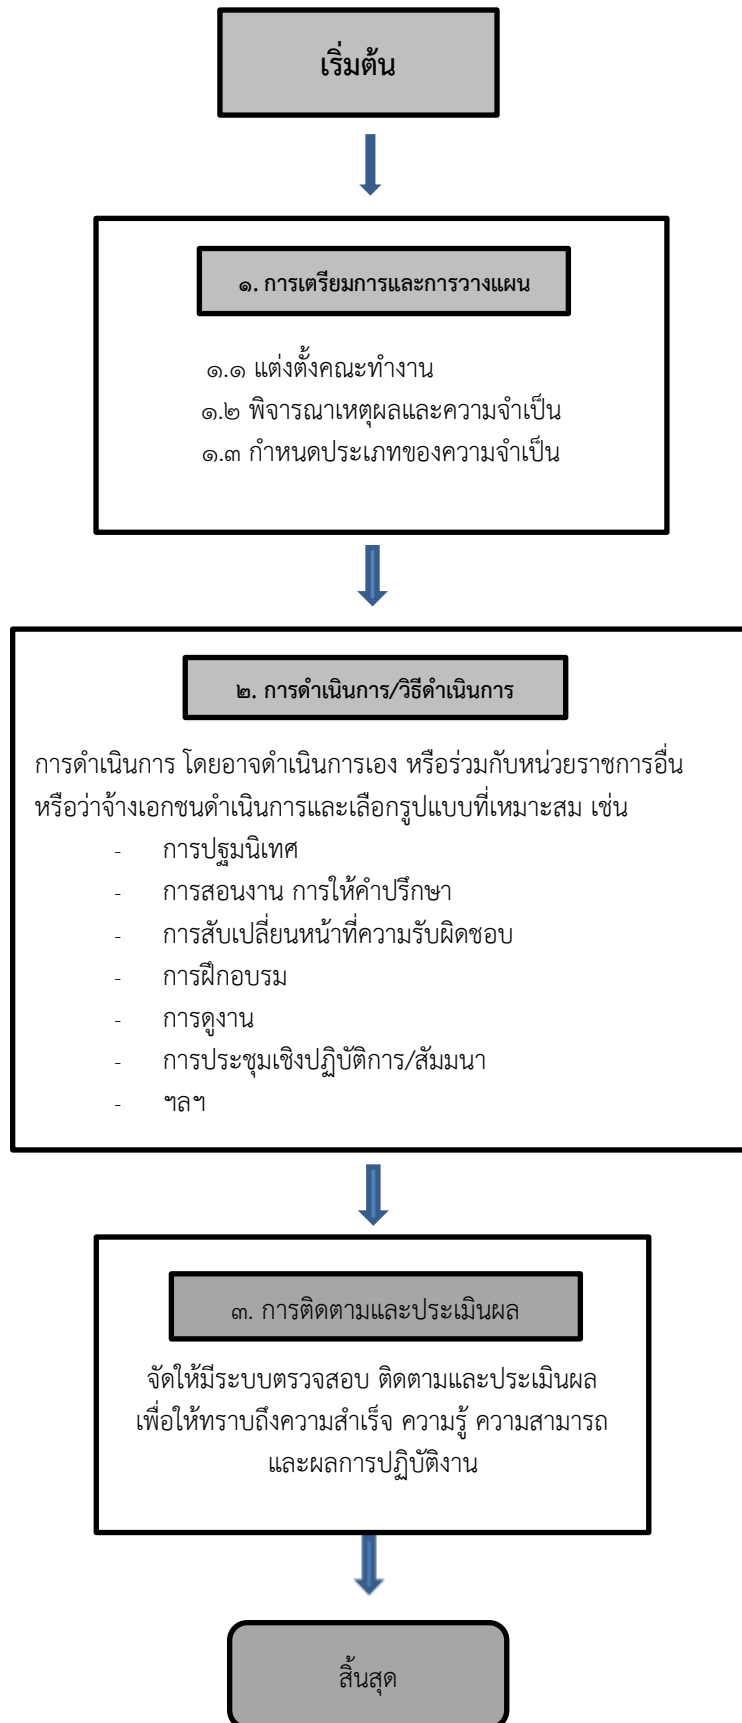 เริ่มต้น
๑. การเตรียมการและการวางแผน
๑.๑ แต่งตั้งคณะทำงาน
๑.๒ พิจารณาเหตุผลและความจำเป็น
๑.๓ กำหนดประเภทของความจำเป็น
๒. การดำเนินการ/วิธีดำเนินการ
การดำเนินการ โดยอาจดำเนินการเอง หรือร่วมกับหน่วยราชการอื่น
หรือว่าจ้างเอกชนดำเนินการและเลือกรูปแบบที่เหมาะสม เช่น
- การปฐมนิเทศ
- การสอนงาน การให้คำปรึกษา
- การสับเปลี่ยนหน้าที่ความรับผิดชอบ
- การฝึกอบรม
- การดูงาน
- การประชุมเชิงปฏิบัติการ/สัมมนา
- ฯลฯ
๓. การติดตามและประเมินผล
จัดให้มีระบบตรวจสอบ ติดตามและประเมินผล
เพื่อให้ทราบถึงความสำเร็จ ความรู้ ความสามารถ
และผลการปฏิบัติงาน
สิ้นสุด